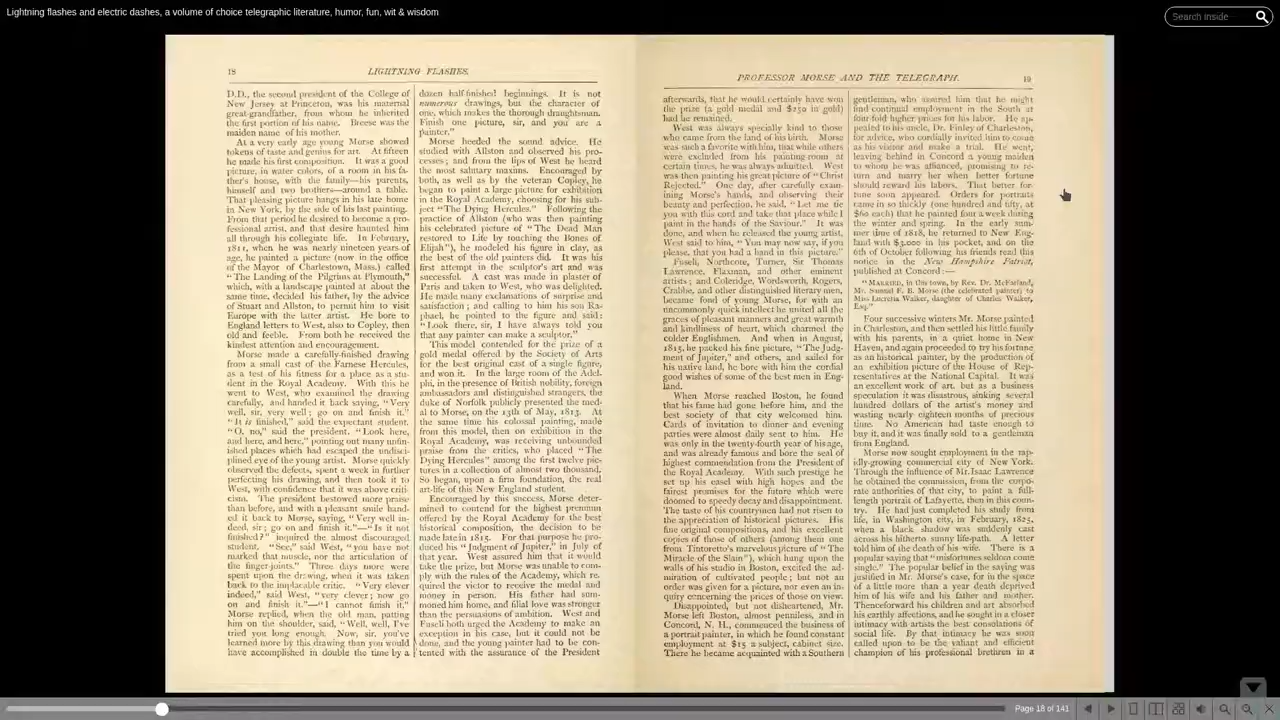 Lightning flashes and electric dashes, a volume of choice telegraphic literature, humor, fun, wit & wisdom
Search inside
18
LIGHTNING FLASHES.
D.D., the second president of the College of
New Jersey at Princeton, was his maternal
great-grandfather, from whom he inherited
the first portion of his name. Breese was the
maiden name of his mother.
At a very early age young Morse showed
tokens of taste and genius for art. At fifteen
he made his first composition. It was a good
picture, in water colors, of a room in his fa-
ther's house, with the family—his parents,
himself and two brothers—around a table.
That pleasing picture hangs in his late home
in New York, by the side of his last painting.
From that period he desired to become a pro-
fessional artist, and that desire haunted him
all through his collegiate life. In February,
1811, when he was nearly nineteen years of
age, he painted a picture (now in the office
of the Mayor of Charlestown, Mass.) called
"The Landing of the Pilgrims at Plymouth,"
which, with a landscape painted at about the
same time, decided his father, by the advice
of Stuart and Allston, to permit him to visit
Europe with the latter artist. He bore to
England letters to West, also to Copley, then
old and feeble. From both he received the
kindest attention and encouragement.
Morse made a carefully-finished drawing
from a small cast of the Farnese Hercules,
as a test of his fitness for a place as a stu-
dent in the Royal Academy. With this he
went to West, who examined the drawing
carefully, and handed it back saying, "Very
well, sir, very well; go on and finish it."
"It is finished," said the expectant student.
"O, no," said the president. "Look here,
and here, and here," pointing out many unfin-
ished places which had escaped the undisci-
plined eye of the young artist. Morse quickly
observed the defects, spent a week in further
perfecting his drawing, and then took it to
West, with confidence that it was above criti-
cism. The president bestowed more praise
than before, and with a pleasant smile hand-
ed it back to Morse, saying, "Very well in-
deed, sir; go on and finish it."—"Is it not
finished?" inquired the almost discouraged
student. "See," said West, "you have not
marked that muscle, nor the articulation of
the finger-joints." Three days more were
spent upon the drawing, when it was taken
back to the implacable critic. "Very clever
indeed," said West, "very clever; now go
on and finish it."—"I cannot finish it,"
Morse replied, when the old man, patting
him on the shoulder, said, "Well, well, I've
tried you long enough. Now, sir, you've
learned more by this drawing than you would
have accomplished in double the time by a
dozen half-finished beginnings. It is not
numerous drawings, but the character of
one, which makes the thorough draughtsman.
Finish one picture, sir, and you are a
painter."
Morse heeded the sound advice. He
studied with Allston and observed his pro-
cesses; and from the lips of West he heard
the most salutary maxims. Encouraged by
both, as well as by the veteran Copley, he
began to paint a large picture for exhibition
in the Royal Academy, choosing for his sub-
ject "The Dying Hercules." Following the
practice of Allston (who was then painting
his celebrated picture of "The Dead Man
restored to Life by touching the Bones of
Elijah"), he modeled his figure in clay, as
the best of the old painters did. It was his
first attempt in the sculptor's art and was
successful. A cast was made in plaster of
Paris and taken to West, who was delighted.
He made many exclamations of surprise and
satisfaction; and calling to him his son Ra-
phael, he pointed to the figure and said:
"Look there, sir, I have always told you
that any painter can make a sculptor."
This model contended for the prize of a
gold medal offered by the Society of Arts
for the best original cast of a single figure,
and won it. In the large room of the Adel-
phi, in the presence of British nobility, foreign
ambassadors and distinguished strangers, the
duke of Norfolk publicly presented the med-
al to Morse, on the 13th of May, 1813. At
the same time his colossal painting, made
from this model, then on exhibition in the
Royal Academy, was receiving unbounded
praise from the critics, who placed "The
Dying Hercules" among the first twelve pic-
tures in a collection of almost two thousand.
So began, upon a firm foundation, the real
art-life of this New England student.
Encouraged by this success, Morse deter-
mined to contend for the highest premium
offered by the Royal Academy for the best
historical composition, the decision to be
made late in 1815. For that purpose he pro-
duced his "Judgment of Jupiter," in July of
that year. West assured him that it would
take the prize, but Morse was unable to com-
ply with the rules of the Academy, which re-
quired the victor to receive the medal and
money in person. His father had sum-
moned him home, and filial love was stronger
than the persuasions of ambition. West and
Fuseli both urged the Academy to make an
exception in his case, but it could not be
done, and the young painter had to be con-
tented with the assurance of the President
PROFESSOR MORSE AND THE TELEGRAPH.
19
afterwards, that he would certainly have won
the prize (a gold medal and $250 in gold)
had he remained.
West was always specially kind to those
who came from the land of his birth. Morse
was such a favorite with him, that while others
were excluded from his painting-room at
certain times, he was always admitted. West
was then painting his great picture of "Christ
Rejected." One day, after carefully exam-
ining Morse's hands, and observing their
beauty and perfection, he said, "Let me tie
you with this cord and take that place while I
paint in the hands of the Saviour." It was
done, and when he released the young artist,
West said to him, "You may now say, if you
please, that you had a hand in this picture."
Fuseli, Northcote, Turner, Sir Thomas
Lawrence, Flaxman, and other eminent
artists; and Coleridge, Wordsworth, Rogers,
Crabbe, and other distinguished literary men,
became fond of young Morse, for with an
uncommonly quick intellect he united all the
graces of pleasant manners and great warmth
and kindliness of heart, which charmed the
colder Englishmen. And when in August,
1815, he packed his fine picture, "The Judg-
ment of Jupiter," and others, and sailed for
his native land, he bore with him the cordial
good wishes of some of the best men in Eng-
land.
When Morse reached Boston, he found
that his fame had gone before him, and the
best society of that city welcomed him.
Cards of invitation to dinner and evening
parties were almost daily sent to him. He
was only in the twenty-fourth year of his age,
and was already famous and bore the seal of
highest commendation from the President of
the Royal Academy. With such prestige he
set up his easel with high hopes and the
fairest promises for the future which were
doomed to speedy decay and disappointment.
The taste of his countrymen had not risen to
the appreciation of historical pictures. His
fine original compositions, and his excellent
copies of those of others (among them one
from Tintoretto's marvelous picture of "The
Miracle of the Slain"), which hung upon the
walls of his studio in Boston, excited the ad-
miration of cultivated people; but not an
order was given for a picture, nor even an in-
quiry concerning the prices of those on view.
Disappointed, but not disheartened, Mr.
Morse left Boston, almost penniless, and in
Concord, N. H., commenced the business of
a portrait painter, in which he found constant
employment at $15 a subject, cabinet size.
There he became acquainted with a Southern
gentleman, who assured him that he might
find continual employment in the South at
four-fold higher prices for his labor. He ap-
pealed to his uncle, Dr. Finley of Charleston,
for advice, who cordially invited him to come
as his visitor and make a trial. He went,
leaving behind in Concord a young maiden
to whom he was affianced, promising to re-
turn and marry her when better fortune
should reward his labors. That better for-
tune soon appeared. Orders for portraits
came in so thickly (one hundred and fifty, at
$60 each) that he painted four a week during
the winter and spring. In the early sum-
mer time of 1818, he returned to New Eng-
land with $3,000 in his pocket, and on the
6th of October following his friends read this
notice in the New Hampshire Patriot,
published at Concord:—
"MARRIED, in this town, by Rev. Dr. McFarland,
Mr. Samuel F. B. Morse (the celebrated painter) to
Miss Lucretia Walker, daughter of Charles Walker,
Esq."
Four successive winters Mr. Morse painted
in Charleston, and then settled his little family
with his parents, in a quiet home in New
Haven, and again proceeded to try his fortune
as an historical painter, by the production of
an exhibition picture of the House of Rep-
resentatives at the National Capital. It was
an excellent work of art, but as a business
speculation it was disastrous, sinking several
hundred dollars of the artist's money and
wasting nearly eighteen months of precious
time. No American had taste enough to
buy it, and it was finally sold to a gentleman
from England.
Morse now sought employment in the rap-
idly-growing commercial city of New York.
Through the influence of Mr. Isaac Lawrence
he obtained the commission, from the corpo-
rate authorities of that city, to paint a full-
length portrait of Lafayette, then in this coun-
try. He had just completed his study from
life, in Washington city, in February, 1825,
when a black shadow was suddenly cast
across his hitherto sunny life-path. A letter
told him of the death of his wife. There is a
popular saying that "misfortunes seldom come
single." The popular belief in the saying was
justified in Mr. Morse's case, for in the space
of a little more than a year death deprived
him of his wife and his father and mother.
Thenceforward his children and art absorbed
his earthly affections, and he sought in a closer
intimacy with artists the best consolations of
social life. By that intimacy he was soon
called upon to be the valiant and efficient
champion of his professional brethren in a
Page 18 of 141